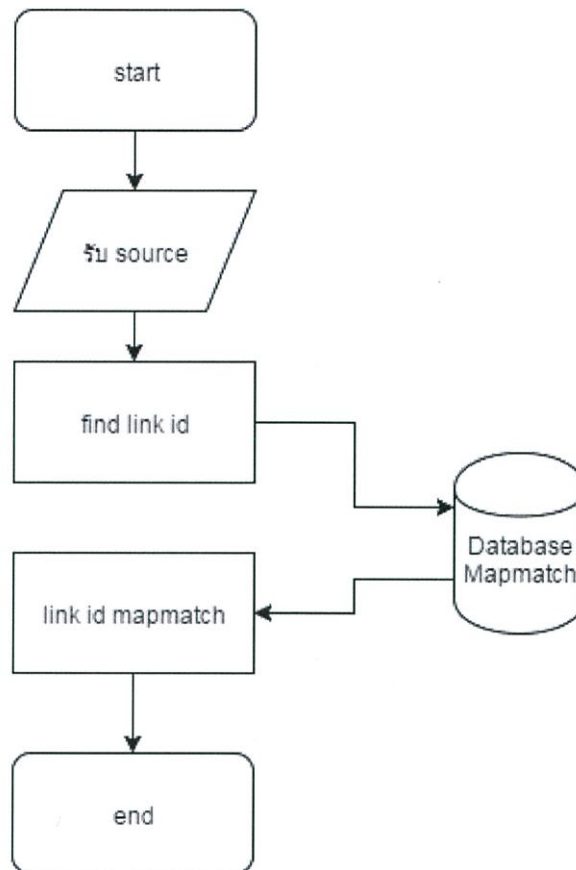 start
รับ source
find link id
Database
Mapmatch
link id mapmatch
end